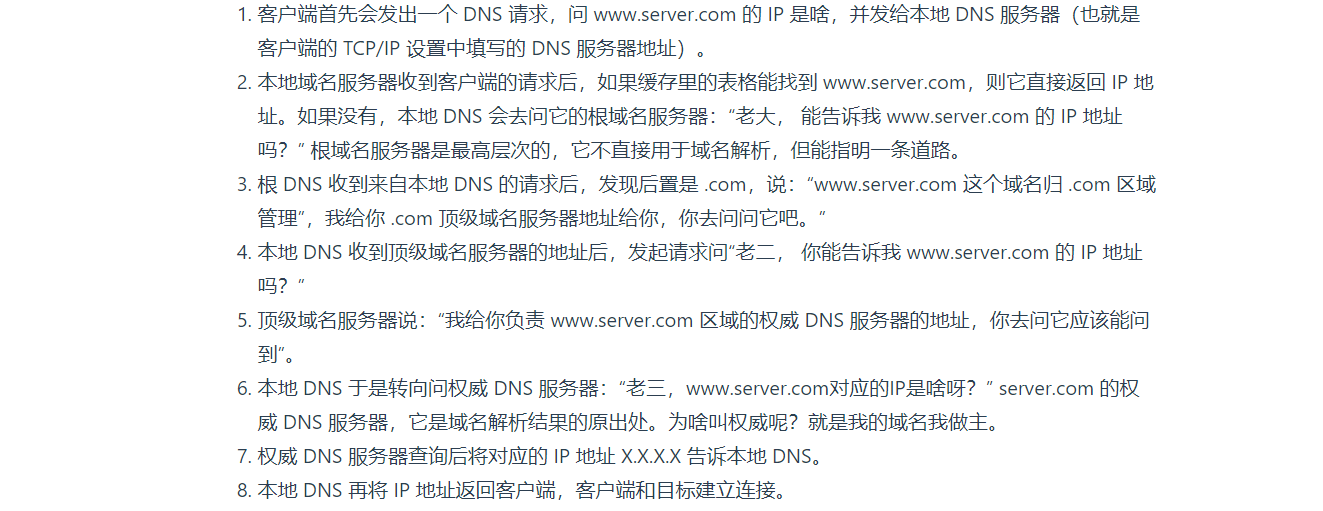 1. 客户端首先会发出一个 DNS 请求，问 www.server.com 的 IP 是啥，并发给本地 DNS 服务器（也就是
客户端的 TCP/IP 设置中填写的 DNS 服务器地址）。
2. 本地域名服务器收到客户端的请求后，如果缓存里的表格能找到 www.server.com，则它直接返回 IP 地
址。如果没有，本地 DNS 会去问它的根域名服务器：“老大， 能告诉我 www.server.com 的 IP 地址
吗？” 根域名服务器是最高层次的，它不直接用于域名解析，但能指明一条道路。
3. 根 DNS 收到来自本地 DNS 的请求后，发现后置是 .com，说：“www.server.com 这个域名归 .com 区域
管理”，我给你 .com 顶级域名服务器地址给你，你去问问它吧。”
4. 本地 DNS 收到顶级域名服务器的地址后，发起请求问“老二， 你能告诉我 www.server.com 的 IP 地址
吗？”
5. 顶级域名服务器说：“我给你负责 www.server.com 区域的权威 DNS 服务器的地址，你去问它应该能问
到”。
6. 本地 DNS 于是转向问权威 DNS 服务器：“老三，www.server.com对应的IP是啥呀？” server.com 的权
威 DNS 服务器，它是域名解析结果的原出处。为啥叫权威呢？就是我的域名我做主。
7. 权威 DNS 服务器查询后将对应的 IP 地址 X.X.X.X 告诉本地 DNS。
8. 本地 DNS 再将 IP 地址返回客户端，客户端和目标建立连接。